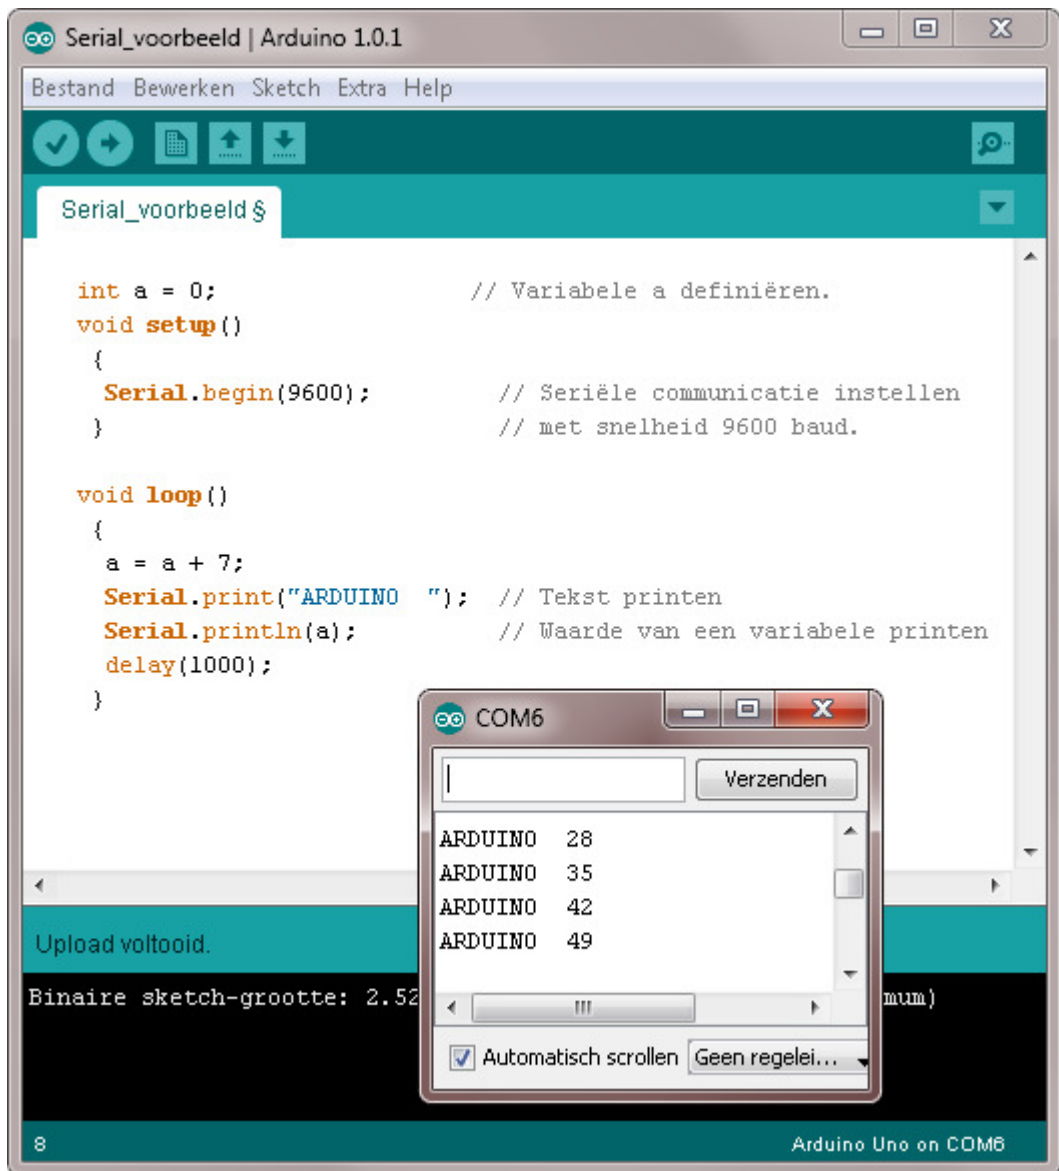 Serial_voorbeeld | Arduino 1.0.1
Bestand Bewerken Sketch Extra Help
Serial_voorbeeld §
int a = 0; // Variabele a definiëren.
void setup()
{
Serial.begin(9600); // Seriële communicatie instellen
} // met snelheid 9600 baud.
void loop()
{
a = a + 7;
Serial.print("ARDUINO  "); // Tekst printen
Serial.println(a); // Waarde van een variabele printen
delay(1000);
}
COM6
Verzenden
ARDUINO 28
ARDUINO 35
ARDUINO 42
ARDUINO 49
Automatisch scrollen Geen regelei...
Upload voltooid.
Binaire sketch-grootte: 2.52 mum)
8 Arduino Uno on COM6